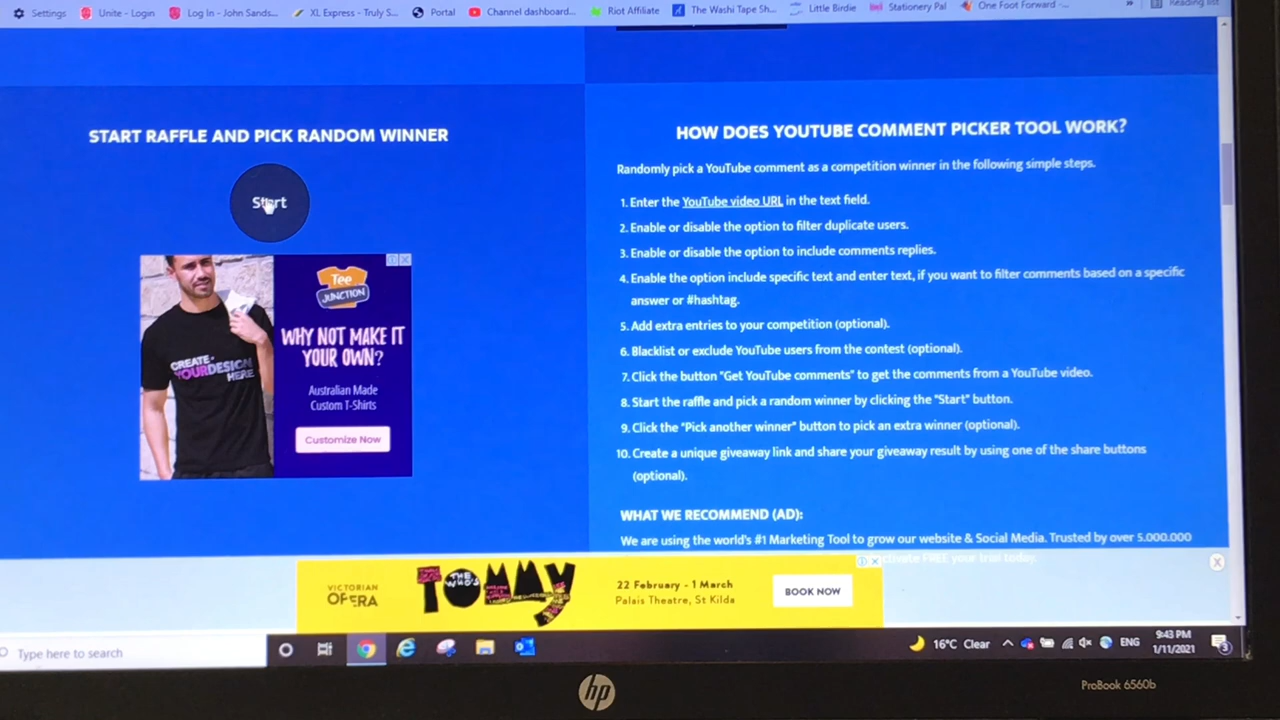 Settings
Unite - Login
Log In - John Sands...
XL Express - Truly S...
Portal
Channel dashboard...
Riot Affiliate
The Washi Tape Sh...
Little Birdie
Stationery Pal
One Foot Forward -...
»
Reading list
START RAFFLE AND PICK RANDOM WINNER
Start
Tee
JUNCTION
WHY NOT MAKE IT
YOUR OWN?
CREATE
YOURDESIGN
HERE
Australian Made
Custom T-Shirts
Customize Now
HOW DOES YOUTUBE COMMENT PICKER TOOL WORK?
Randomly pick a YouTube comment as a competition winner in the following simple steps.
1. Enter the YouTube video URL in the text field.
2. Enable or disable the option to filter duplicate users.
3. Enable or disable the option to include comments replies.
4. Enable the option include specific text and enter text, if you want to filter comments based on a specific
answer or #hashtag.
5. Add extra entries to your competition (optional).
6. Blacklist or exclude YouTube users from the contest (optional).
7. Click the button "Get YouTube comments" to get the comments from a YouTube video.
8. Start the raffle and pick a random winner by clicking the "Start" button.
9. Click the "Pick another winner" button to pick an extra winner (optional).
10. Create a unique giveaway link and share your giveaway result by using one of the share buttons
(optional).
WHAT WE RECOMMEND (AD):
We are using the world's #1 Marketing Tool to grow our website & Social Media. Trusted by over 5.000.000
activate FREE your trial today.
VICTORIAN
OPERA
THE WHO'S
TOMMY
22 February - 1 March
Palais Theatre, St Kilda
BOOK NOW
Type here to search
16°C Clear
ENG
9:43 PM
1/11/2021
3
hp
ProBook 6560b